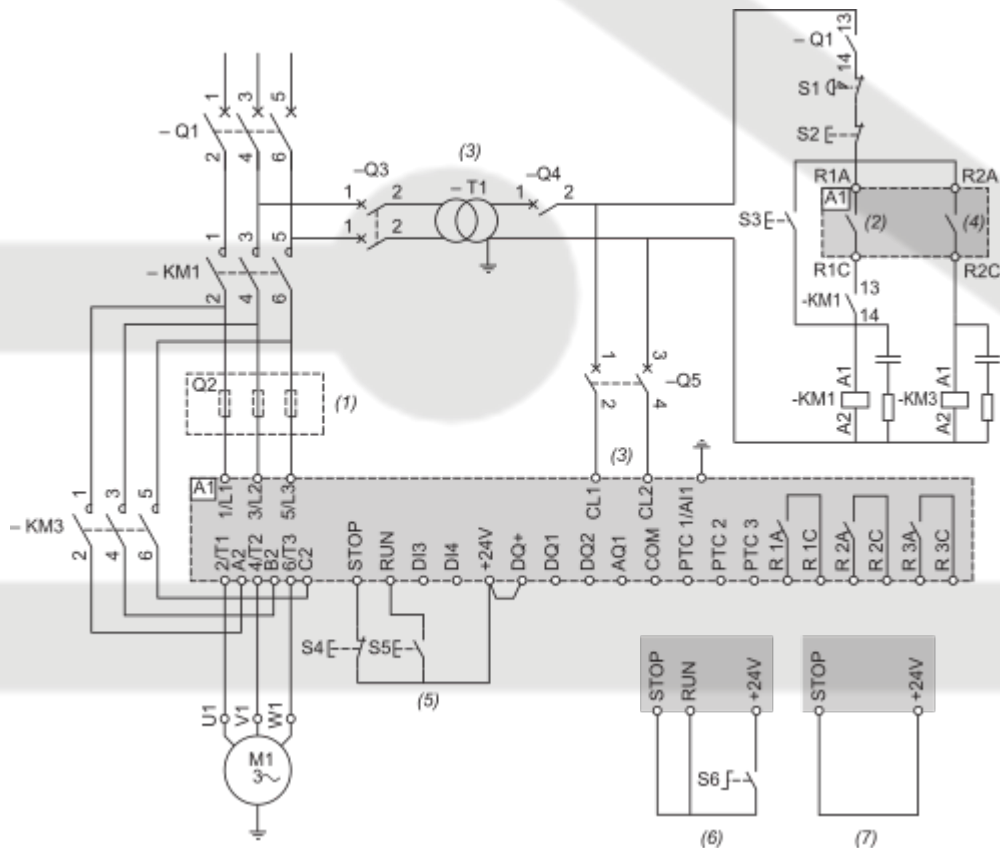 – Q1
1
3
5
2
4
6
–Q3
1
2
1
2
(3)
– T1
–Q4
1
2
– Q1
13
14
S1
S2
S3
R1A
R2A
A1
(2)
(4)
R1C
R2C
-KM1
13
14
-KM1
A1
A2
-KM3
A1
A2
– KM1
1
3
5
2
4
6
Q2
(1)
1
3
–Q5
2
4
(3)
– KM3
1
3
5
2
4
6
A1
1/L1
3/L2
5/L3
CL1
CL2
2/T1
A2
4/T2
B2
6/T3
C2
STOP
RUN
DI3
DI4
+24V
DQ+
DQ1
DQ2
AQ1
COM
PTC 1/AI1
PTC 2
PTC 3
R 1A
R 1C
R 2A
R 2C
R 3A
R 3C
S4
S5
(5)
U1
V1
W1
M1
3~
STOP
RUN
+24V
S6
(6)
STOP
+24V
(7)